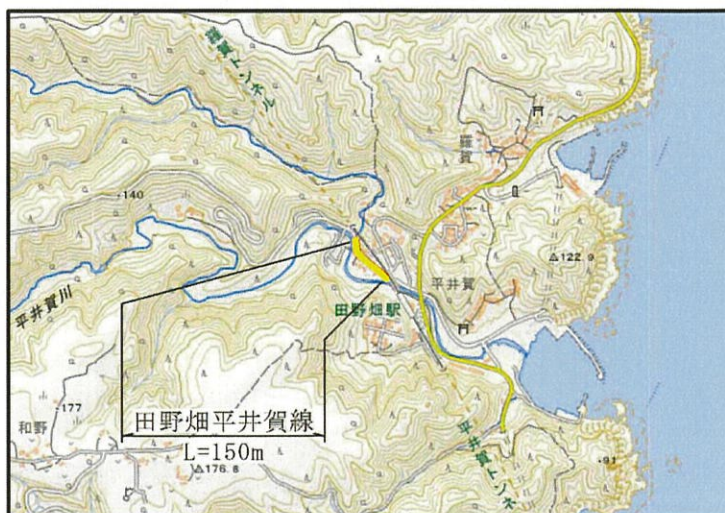 羅賀トンネル
羅賀
·140
△122.9
平井賀川
平井賀
田野畑駅
·177
和野
田野畑平井賀線
L=150m
△176.8
平井賀トンネ
·91